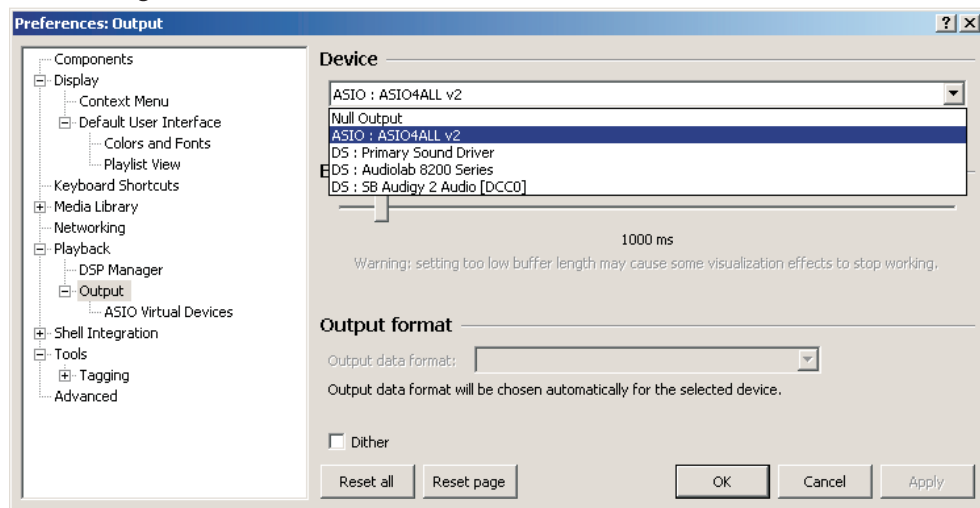 Preferences: Output
Components
Display
Context Menu
Default User Interface
Colors and Fonts
Playlist View
Keyboard Shortcuts
Media Library
Networking
Playback
DSP Manager
Output
ASIO Virtual Devices
Shell Integration
Tools
Tagging
Advanced
Device
ASIO : ASIO4ALL v2
Null Output
ASIO : ASIO4ALL v2
DS : Primary Sound Driver
DS : Audiolab 8200 Series
DS : SB Audigy 2 Audio [DCC0]
1000 ms
Warning: setting too low buffer length may cause some visualization effects to stop working.
Output format
Output data format:
Output data format will be chosen automatically for the selected device.
Dither
Reset all
Reset page
OK
Cancel
Apply